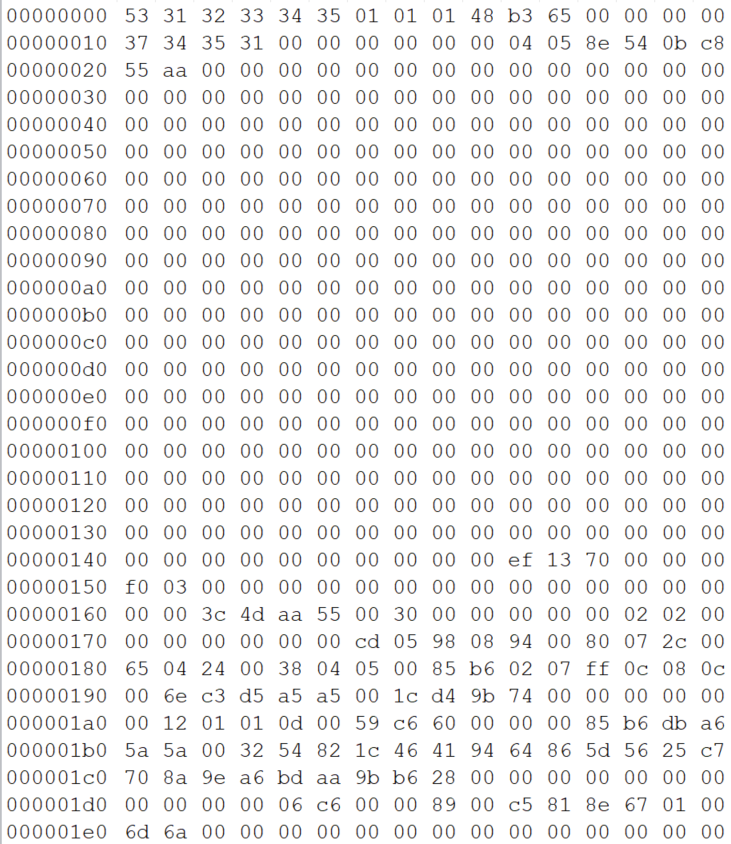 00000000 53 31 32 33 34 35 01 01 01 48 b3 65 00 00 00 00
00000010 37 34 35 31 00 00 00 00 00 00 04 05 8e 54 0b c8
00000020 55 aa 00 00 00 00 00 00 00 00 00 00 00 00 00 00
00000030 00 00 00 00 00 00 00 00 00 00 00 00 00 00 00 00
00000040 00 00 00 00 00 00 00 00 00 00 00 00 00 00 00 00
00000050 00 00 00 00 00 00 00 00 00 00 00 00 00 00 00 00
00000060 00 00 00 00 00 00 00 00 00 00 00 00 00 00 00 00
00000070 00 00 00 00 00 00 00 00 00 00 00 00 00 00 00 00
00000080 00 00 00 00 00 00 00 00 00 00 00 00 00 00 00 00
00000090 00 00 00 00 00 00 00 00 00 00 00 00 00 00 00 00
000000a0 00 00 00 00 00 00 00 00 00 00 00 00 00 00 00 00
000000b0 00 00 00 00 00 00 00 00 00 00 00 00 00 00 00 00
000000c0 00 00 00 00 00 00 00 00 00 00 00 00 00 00 00 00
000000d0 00 00 00 00 00 00 00 00 00 00 00 00 00 00 00 00
000000e0 00 00 00 00 00 00 00 00 00 00 00 00 00 00 00 00
000000f0 00 00 00 00 00 00 00 00 00 00 00 00 00 00 00 00
00000100 00 00 00 00 00 00 00 00 00 00 00 00 00 00 00 00
00000110 00 00 00 00 00 00 00 00 00 00 00 00 00 00 00 00
00000120 00 00 00 00 00 00 00 00 00 00 00 00 00 00 00 00
00000130 00 00 00 00 00 00 00 00 00 00 00 00 00 00 00 00
00000140 00 00 00 00 00 00 00 00 00 00 ef 13 70 00 00 00
00000150 f0 03 00 00 00 00 00 00 00 00 00 00 00 00 00 00
00000160 00 00 3c 4d aa 55 00 30 00 00 00 00 00 02 02 00
00000170 00 00 00 00 00 00 cd 05 98 08 94 00 80 07 2c 00
00000180 65 04 24 00 38 04 05 00 85 b6 02 07 ff 0c 08 0c
00000190 00 6e c3 d5 a5 a5 00 1c d4 9b 74 00 00 00 00 00
000001a0 00 12 01 01 0d 00 59 c6 60 00 00 00 85 b6 db a6
000001b0 5a 5a 00 32 54 82 1c 46 41 94 64 86 5d 56 25 c7
000001c0 70 8a 9e a6 bd aa 9b b6 28 00 00 00 00 00 00 00
000001d0 00 00 00 00 06 c6 00 00 89 00 c5 81 8e 67 01 00
000001e0 6d 6a 00 00 00 00 00 00 00 00 00 00 00 00 00 00